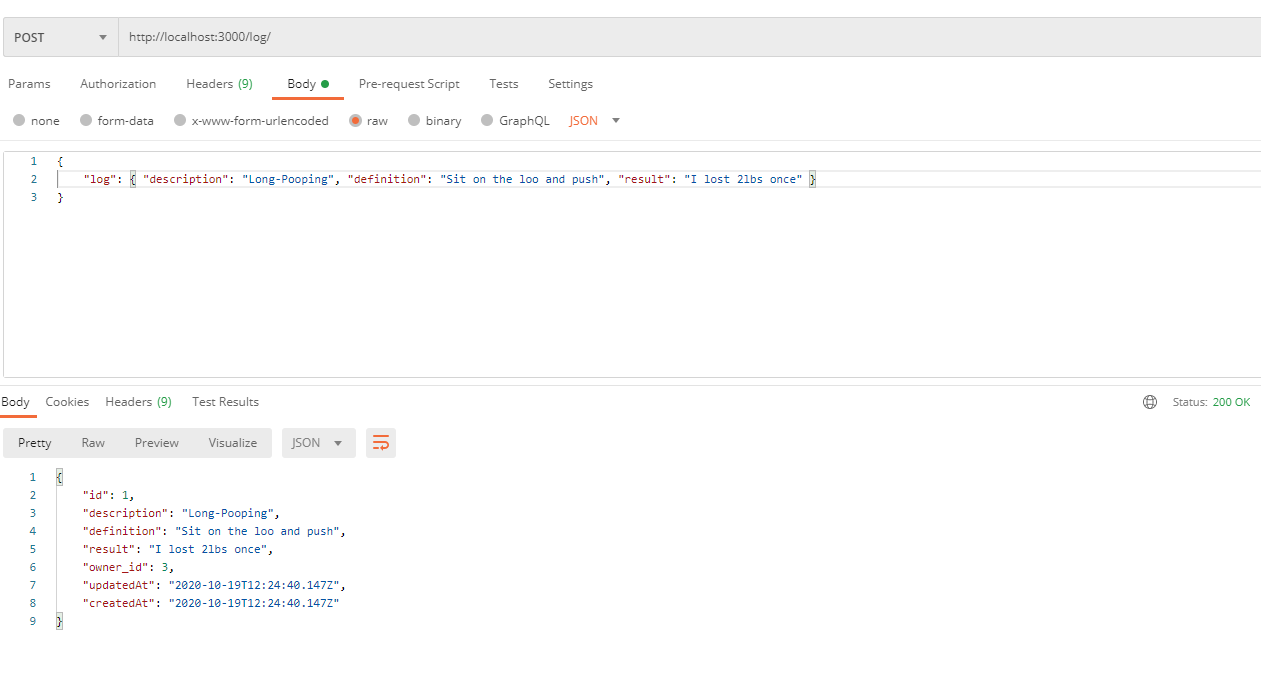 POST http://localhost:3000/log/
Params Authorization Headers (9) Body Pre-request Script Tests Settings
none form-data x-www-form-urlencoded raw binary GraphQL JSON
1 {
2 "log": { "description": "Long-Pooping", "definition": "Sit on the loo and push", "result": "I lost 2lbs once" }
3 }
Body Cookies Headers (9) Test Results Status: 200 OK
Pretty Raw Preview Visualize JSON
1 {
2 "id": 1,
3 "description": "Long-Pooping",
4 "definition": "Sit on the loo and push",
5 "result": "I lost 2lbs once",
6 "owner_id": 3,
7 "updatedAt": "2020-10-19T12:24:40.147Z",
8 "createdAt": "2020-10-19T12:24:40.147Z"
9 }